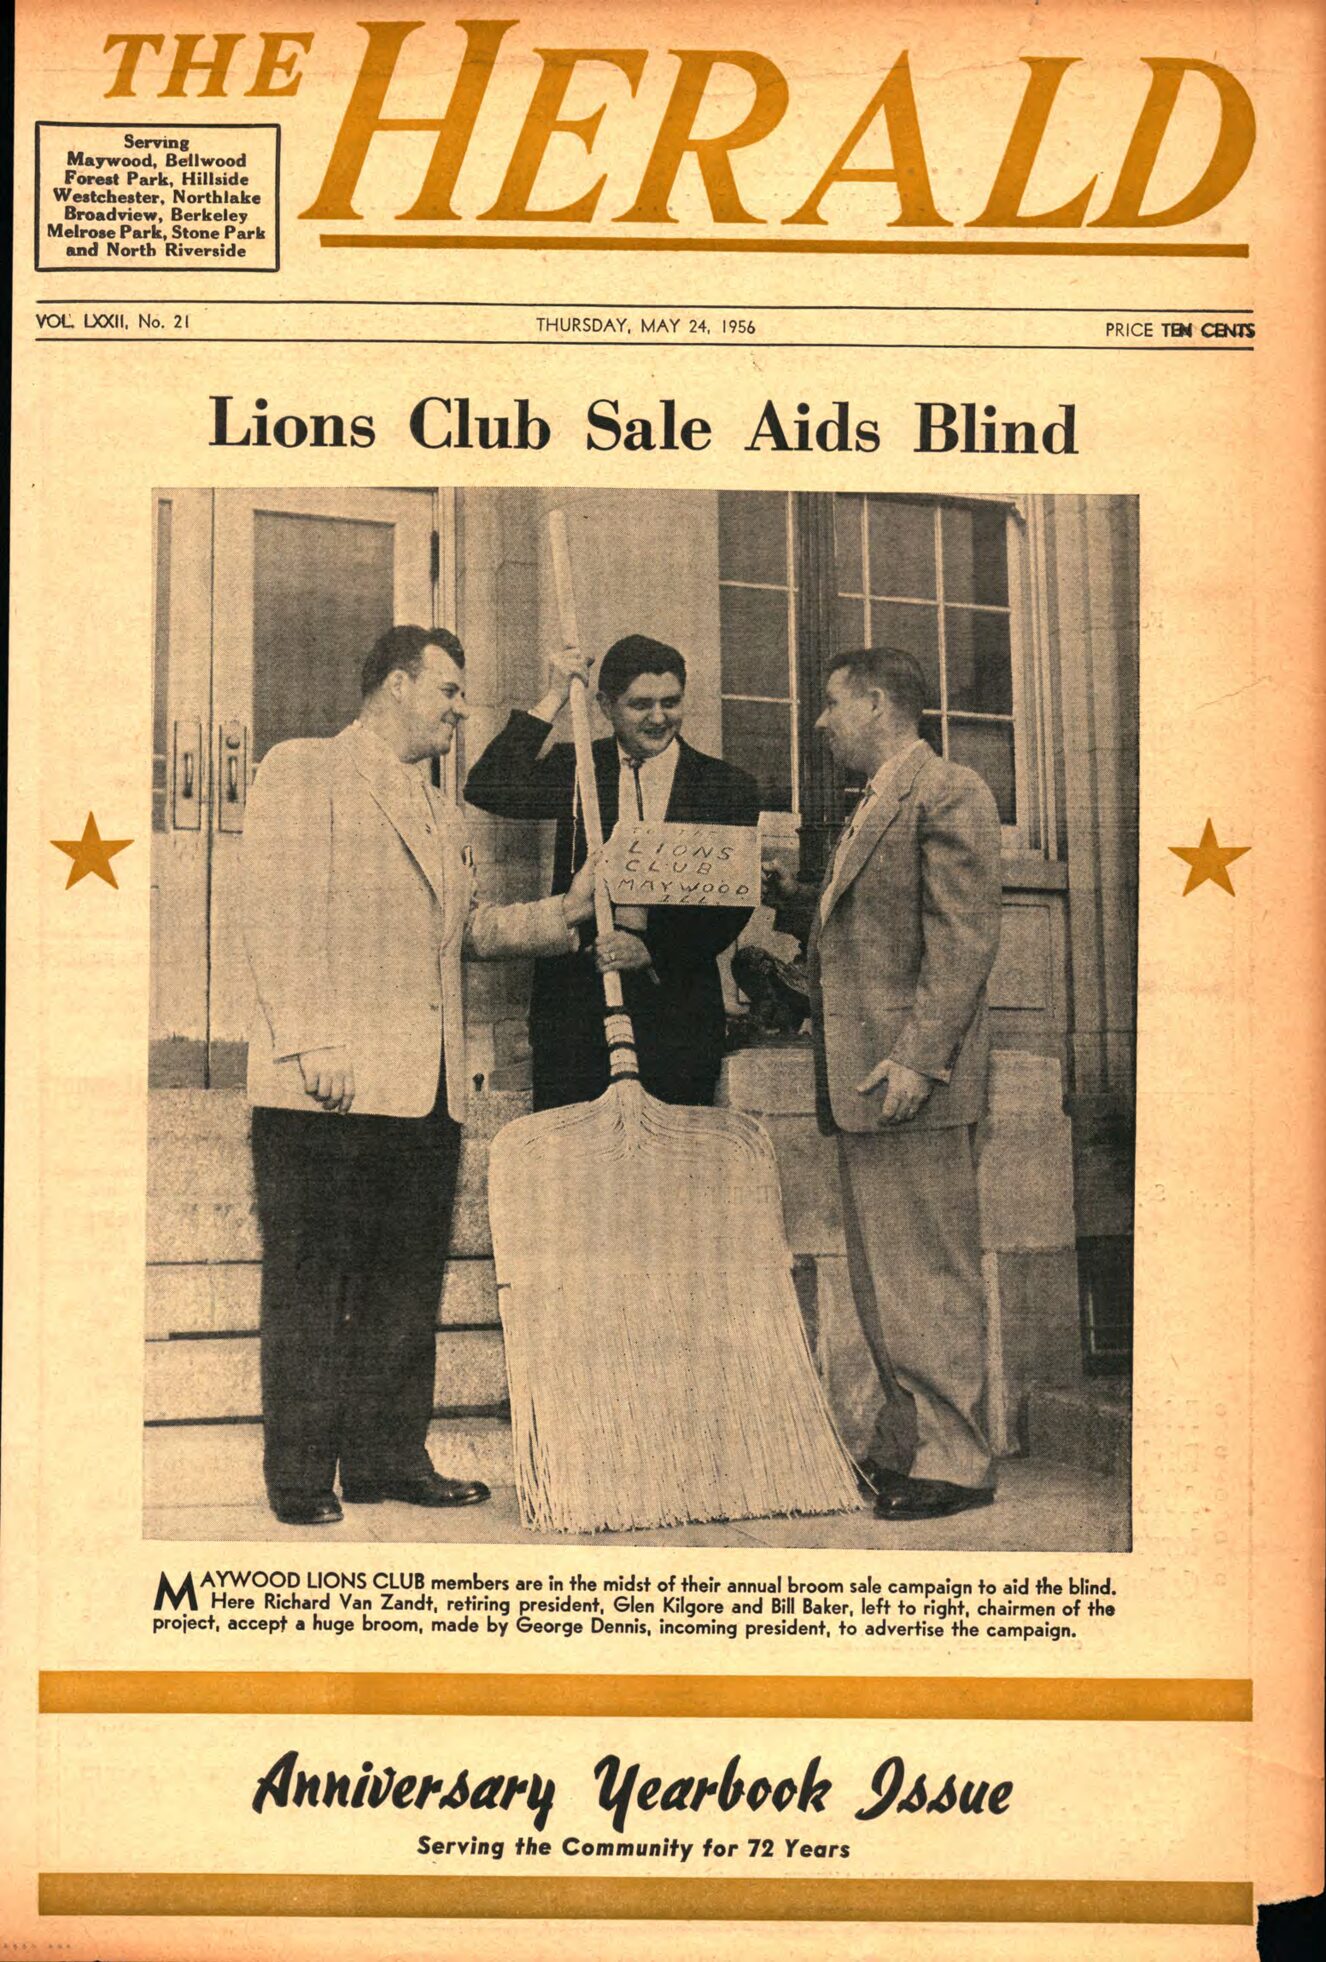 THE HERALD
Serving
Maywood, Bellwood
Forest Park, Hillside
Westchester, Northlake
Broadview, Berkeley
Melrose Park, Stone Park
and North Riverside
VOL. LXXII, No. 21
THURSDAY, MAY 24, 1956
PRICE TEN CENTS
Lions Club Sale Aids Blind
TO THE
LIONS
CLUB
MAYWOOD
ILL.
MAYWOOD LIONS CLUB members are in the midst of their annual broom sale campaign to aid the blind.
Here Richard Van Zandt, retiring president, Glen Kilgore and Bill Baker, left to right, chairmen of the
project, accept a huge broom, made by George Dennis, incoming president, to advertise the campaign.
Anniversary Yearbook Issue
Serving the Community for 72 Years